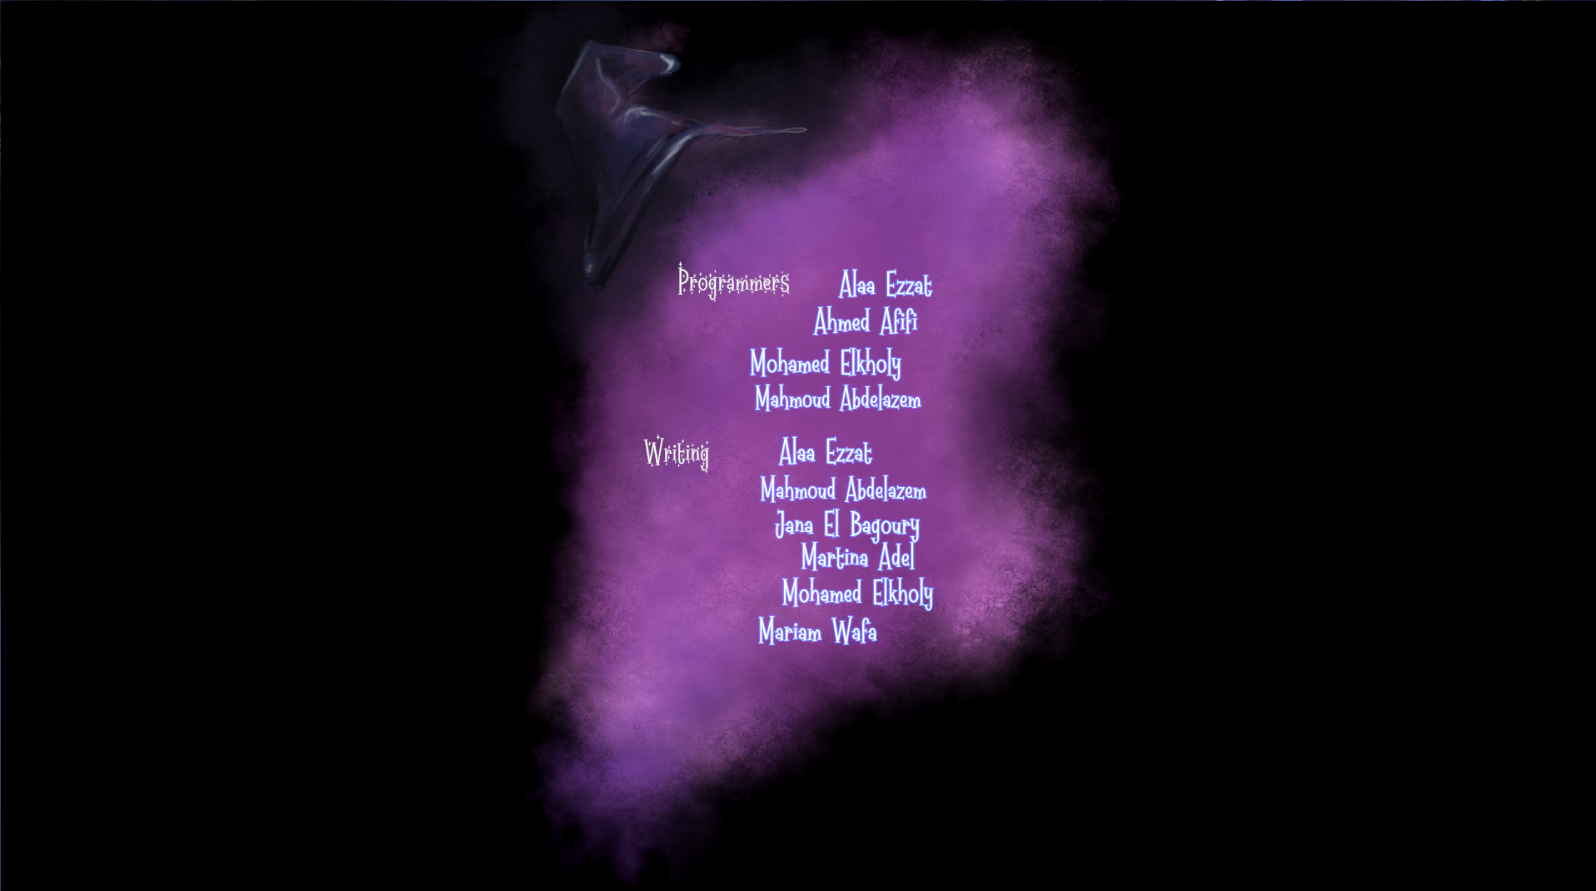 Programmers Alaa Ezzat
Ahmed Afifi
Mohamed Elkholy
Mahmoud Abdelazem
Writing Alaa Ezzat
Mahmoud Abdelazem
Jana El Bagoury
Martina Adel
Mohamed Elkholy
Mariam Wafa